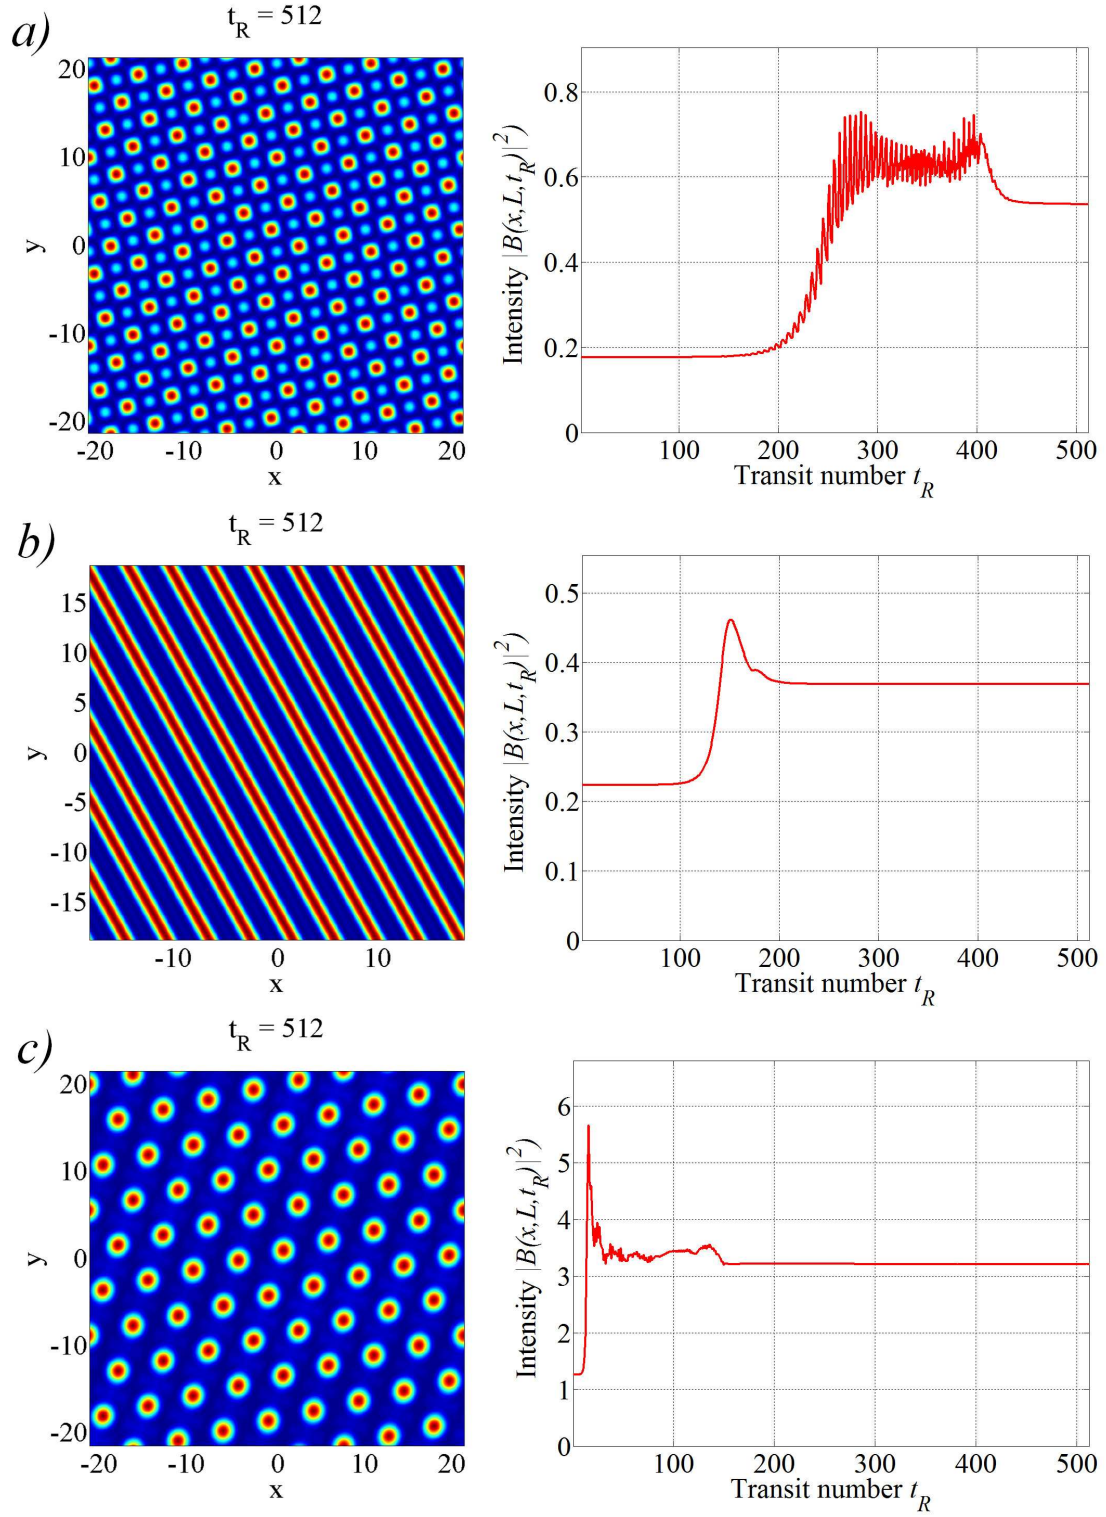 a)
t_R = 512
20
10
0
-10
-20
y
-20 -10 0 10 20
x
0.8
0.6
0.4
0.2
0
Intensity |B(x,L,t_R)|^2)
100 200 300 400 500
Transit number t_R
b)
t_R = 512
15
10
5
0
-5
-10
-15
y
-10 0 10
x
0.5
0.4
0.3
0.2
0.1
0
Intensity |B(x,L,t_R)|^2)
100 200 300 400 500
Transit number t_R
c)
t_R = 512
20
10
0
-10
-20
y
-20 -10 0 10 20
x
6
5
4
3
2
1
0
Intensity |B(x,L,t_R)|^2)
100 200 300 400 500
Transit number t_R